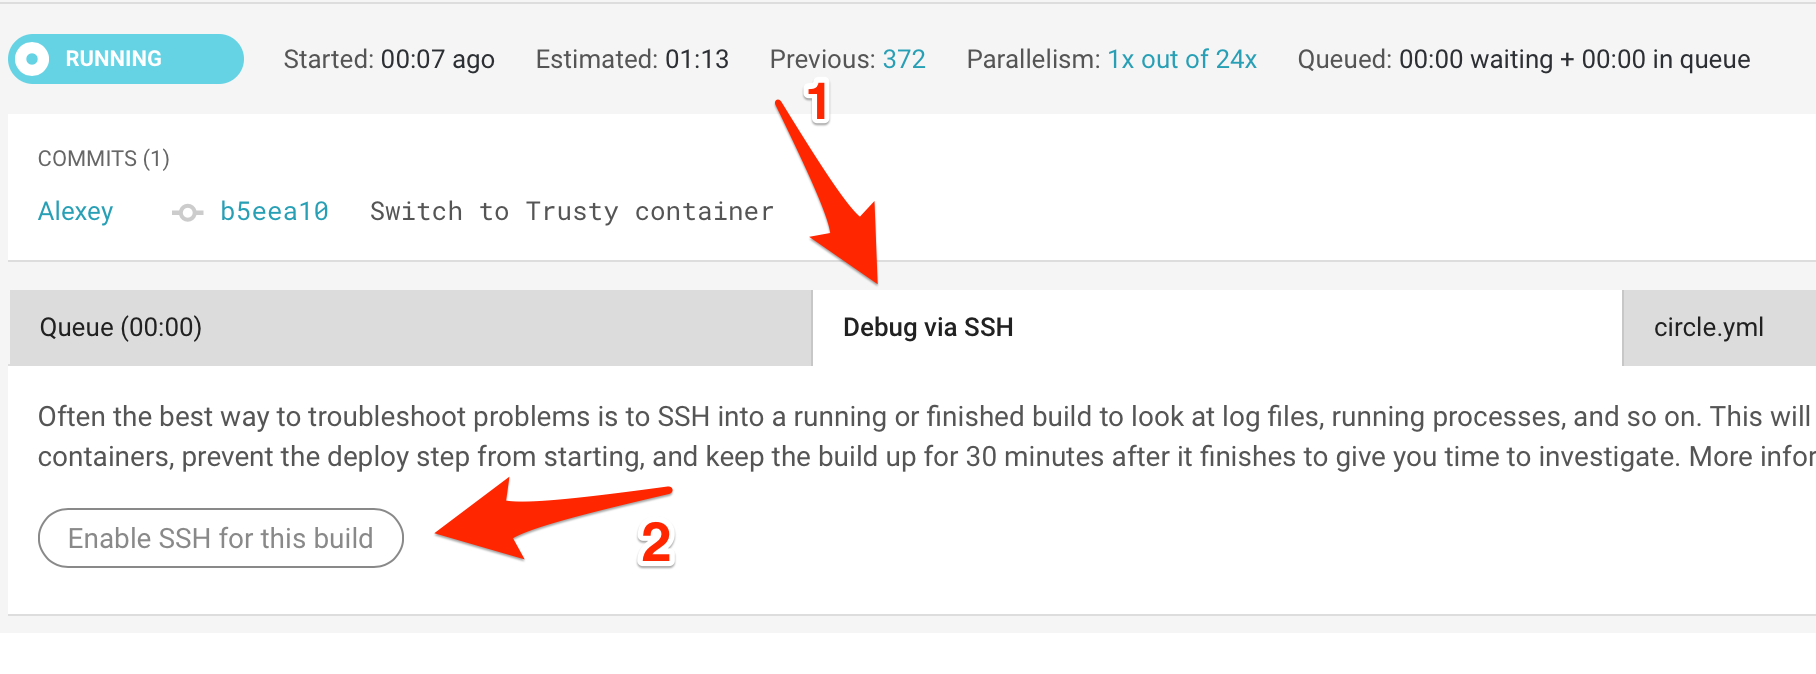 RUNNING Started: 00:07 ago Estimated: 01:13 Previous: 372 Parallelism: 1x out of 24x Queued: 00:00 waiting + 00:00 in queue
1
COMMITS (1)
Alexey b5eea10 Switch to Trusty container
Queue (00:00) Debug via SSH circle.yml
Often the best way to troubleshoot problems is to SSH into a running or finished build to look at log files, running processes, and so on. This will
containers, prevent the deploy step from starting, and keep the build up for 30 minutes after it finishes to give you time to investigate. More infor
Enable SSH for this build
2